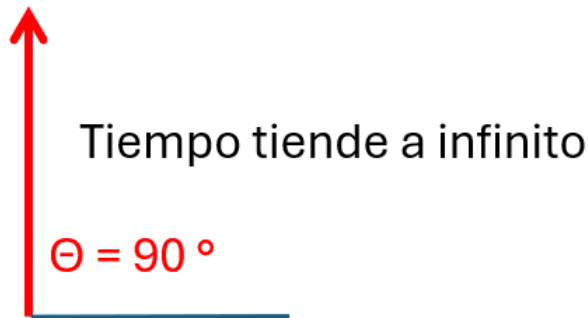 Tiempo tiende a infinito
Θ = 90 °